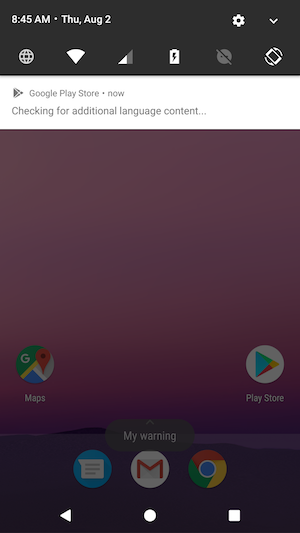 8:45 AM • Thu, Aug 2
Google Play Store • now
Checking for additional language content...
G
Maps
Play Store
My warning